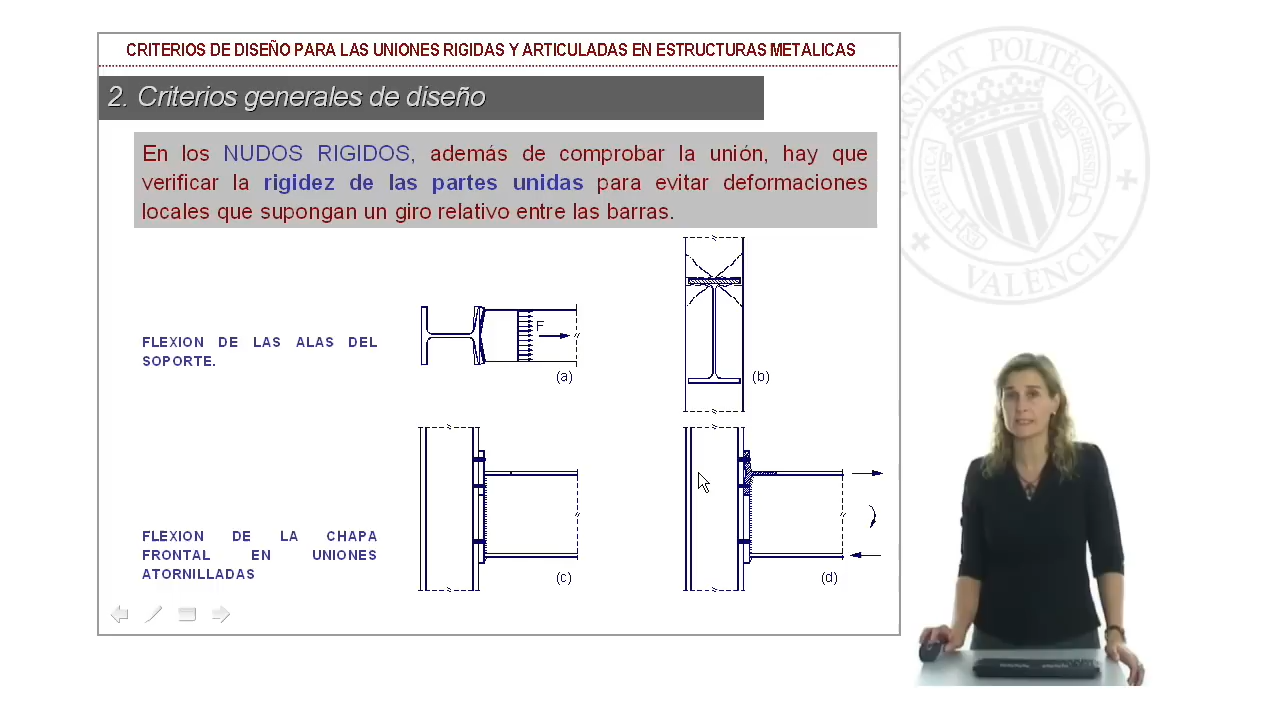 CRITERIOS DE DISEÑO PARA LAS UNIONES RIGIDAS Y ARTICULADAS EN ESTRUCTURAS METALICAS
2. Criterios generales de diseño
En los NUDOS RIGIDOS, además de comprobar la unión, hay que
verificar la rigidez de las partes unidas para evitar deformaciones
locales que supongan un giro relativo entre las barras.
FLEXION DE LAS ALAS DEL
SOPORTE.
F
(a)
(b)
FLEXION DE LA CHAPA
FRONTAL EN UNIONES
ATORNILLADAS
(c)
(d)
POLITÈCNICA
VALÈNCIA